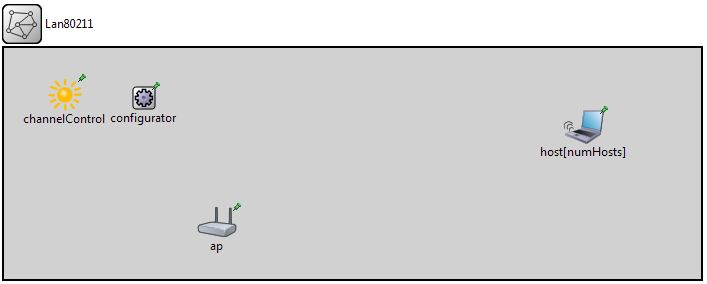 Lan80211
channelControl
configurator
host[numHosts]
ap